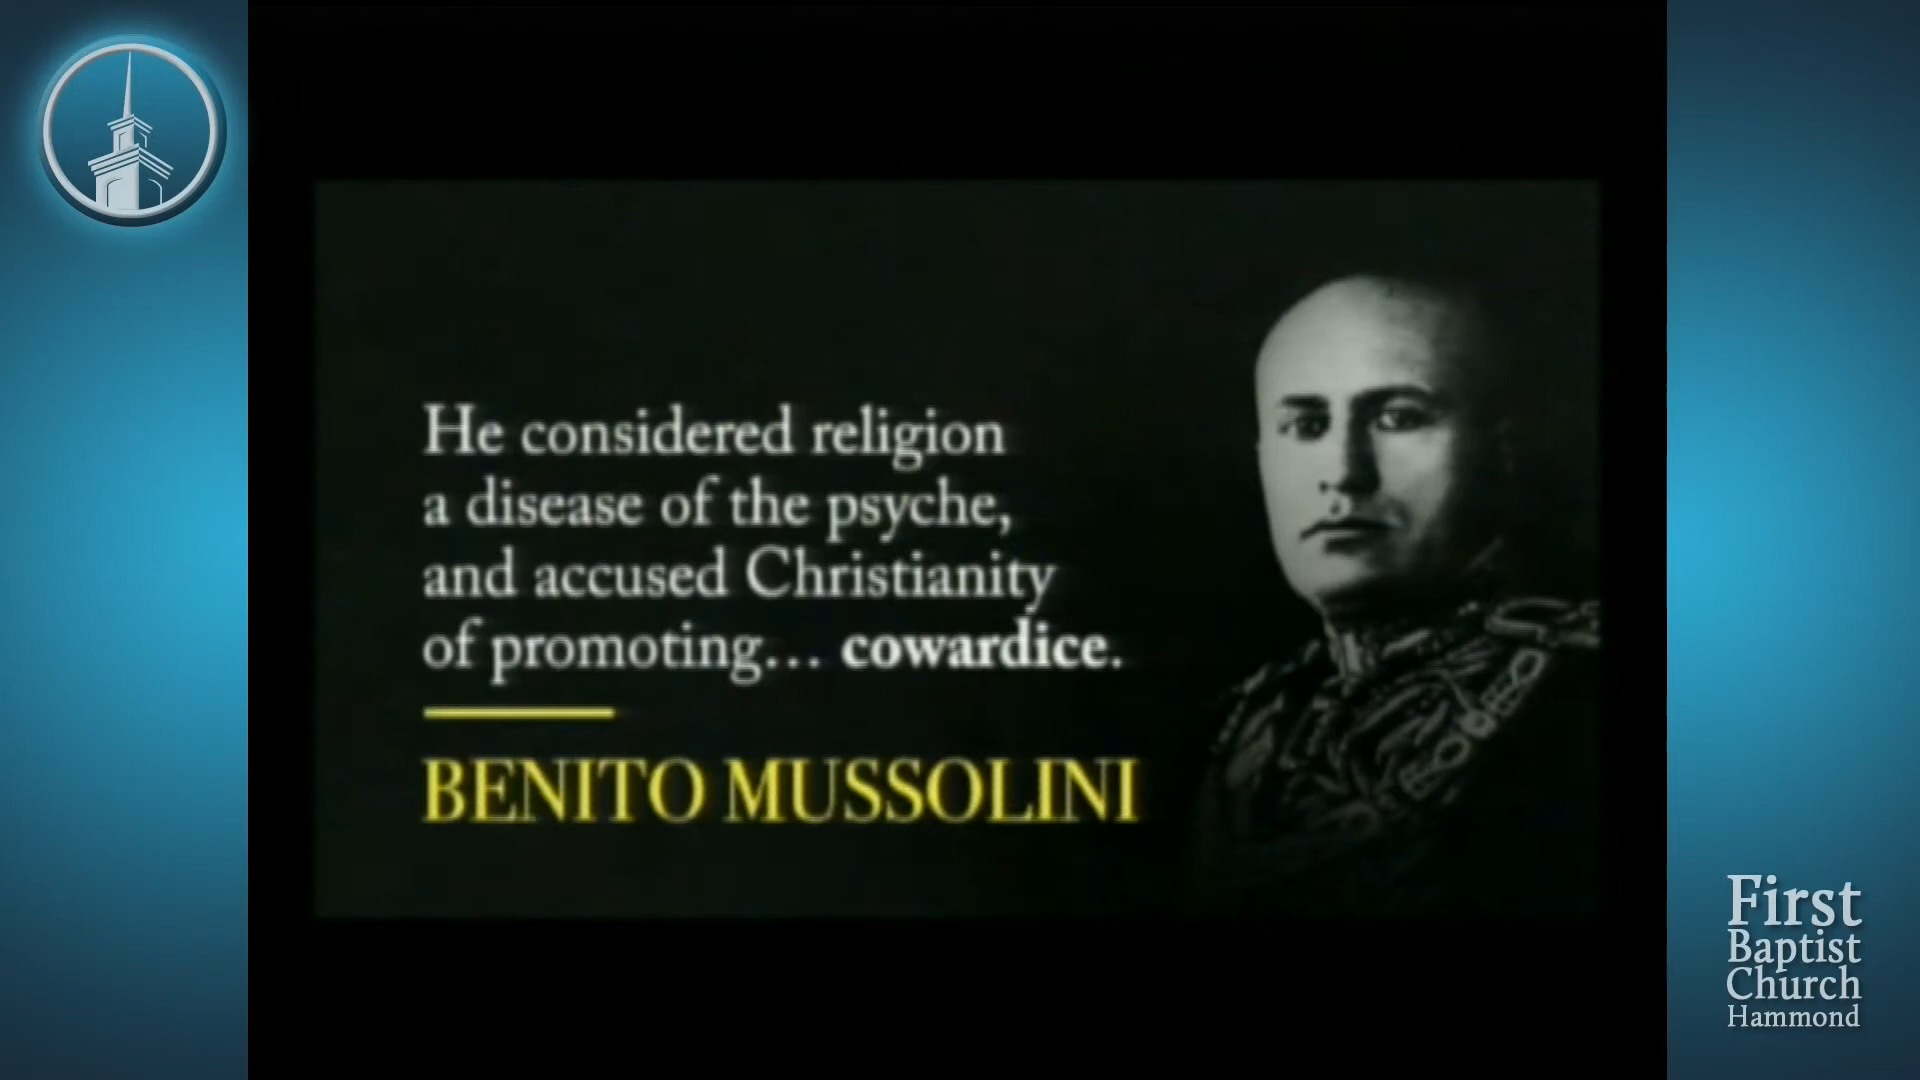 He considered religion
a disease of the psyche,
and accused Christianity
of promoting... cowardice.
BENITO MUSSOLINI
First
Baptist
Church
Hammond